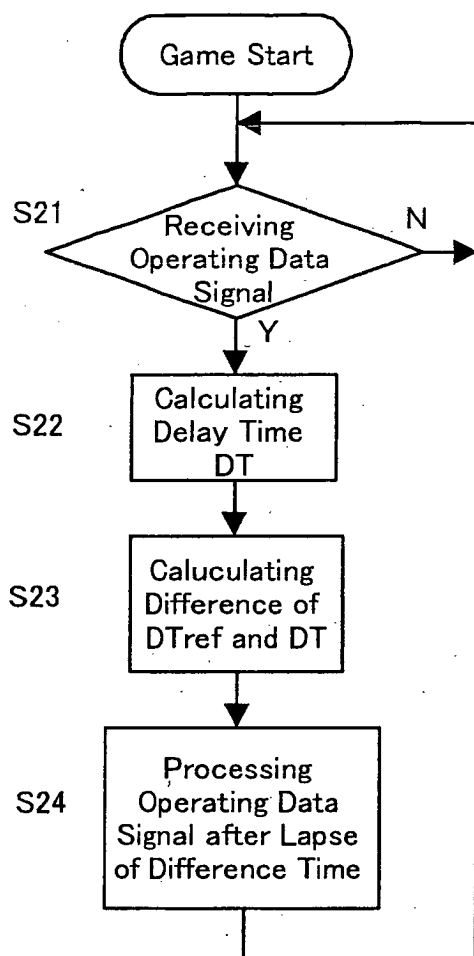 Game Start
S21
Receiving
N
Operating Data
Signal
Y
S22
Calculating
Delay Time
DT
S23
Caluculating
Difference of
DTref and DT
S24
Processing
Operating Data
Signal after Lapse
of Difference Time